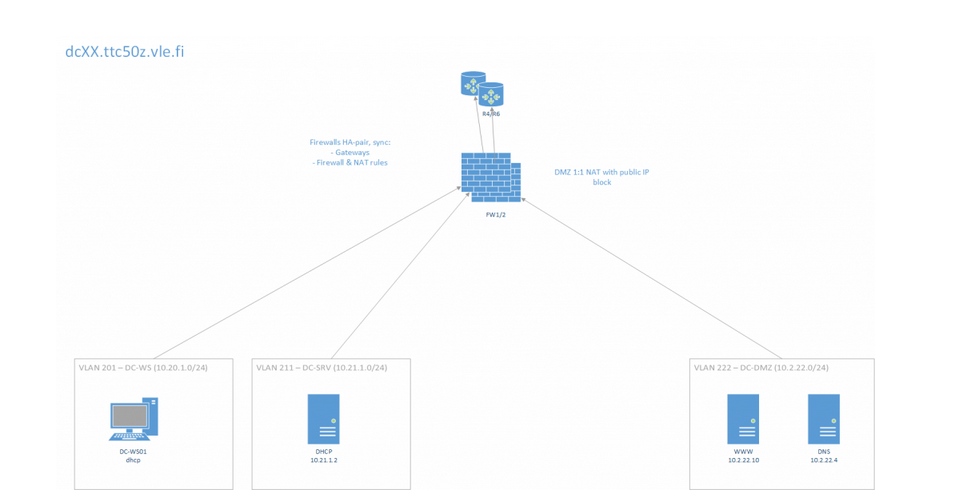 dcXX.ttc50z.vle.fi
R4/R6
Firewalls HA-pair, sync:
- Gateways
- Firewall & NAT rules
DMZ 1:1 NAT with public IP
block
FW1/2
VLAN 201 – DC-WS (10.20.1.0/24)
DC-WS01
dhcp
VLAN 211 – DC-SRV (10.21.1.0/24)
DHCP
10.21.1.2
VLAN 222 – DC-DMZ (10.2.22.0/24)
WWW
10.2.22.10
DNS
10.2.22.4